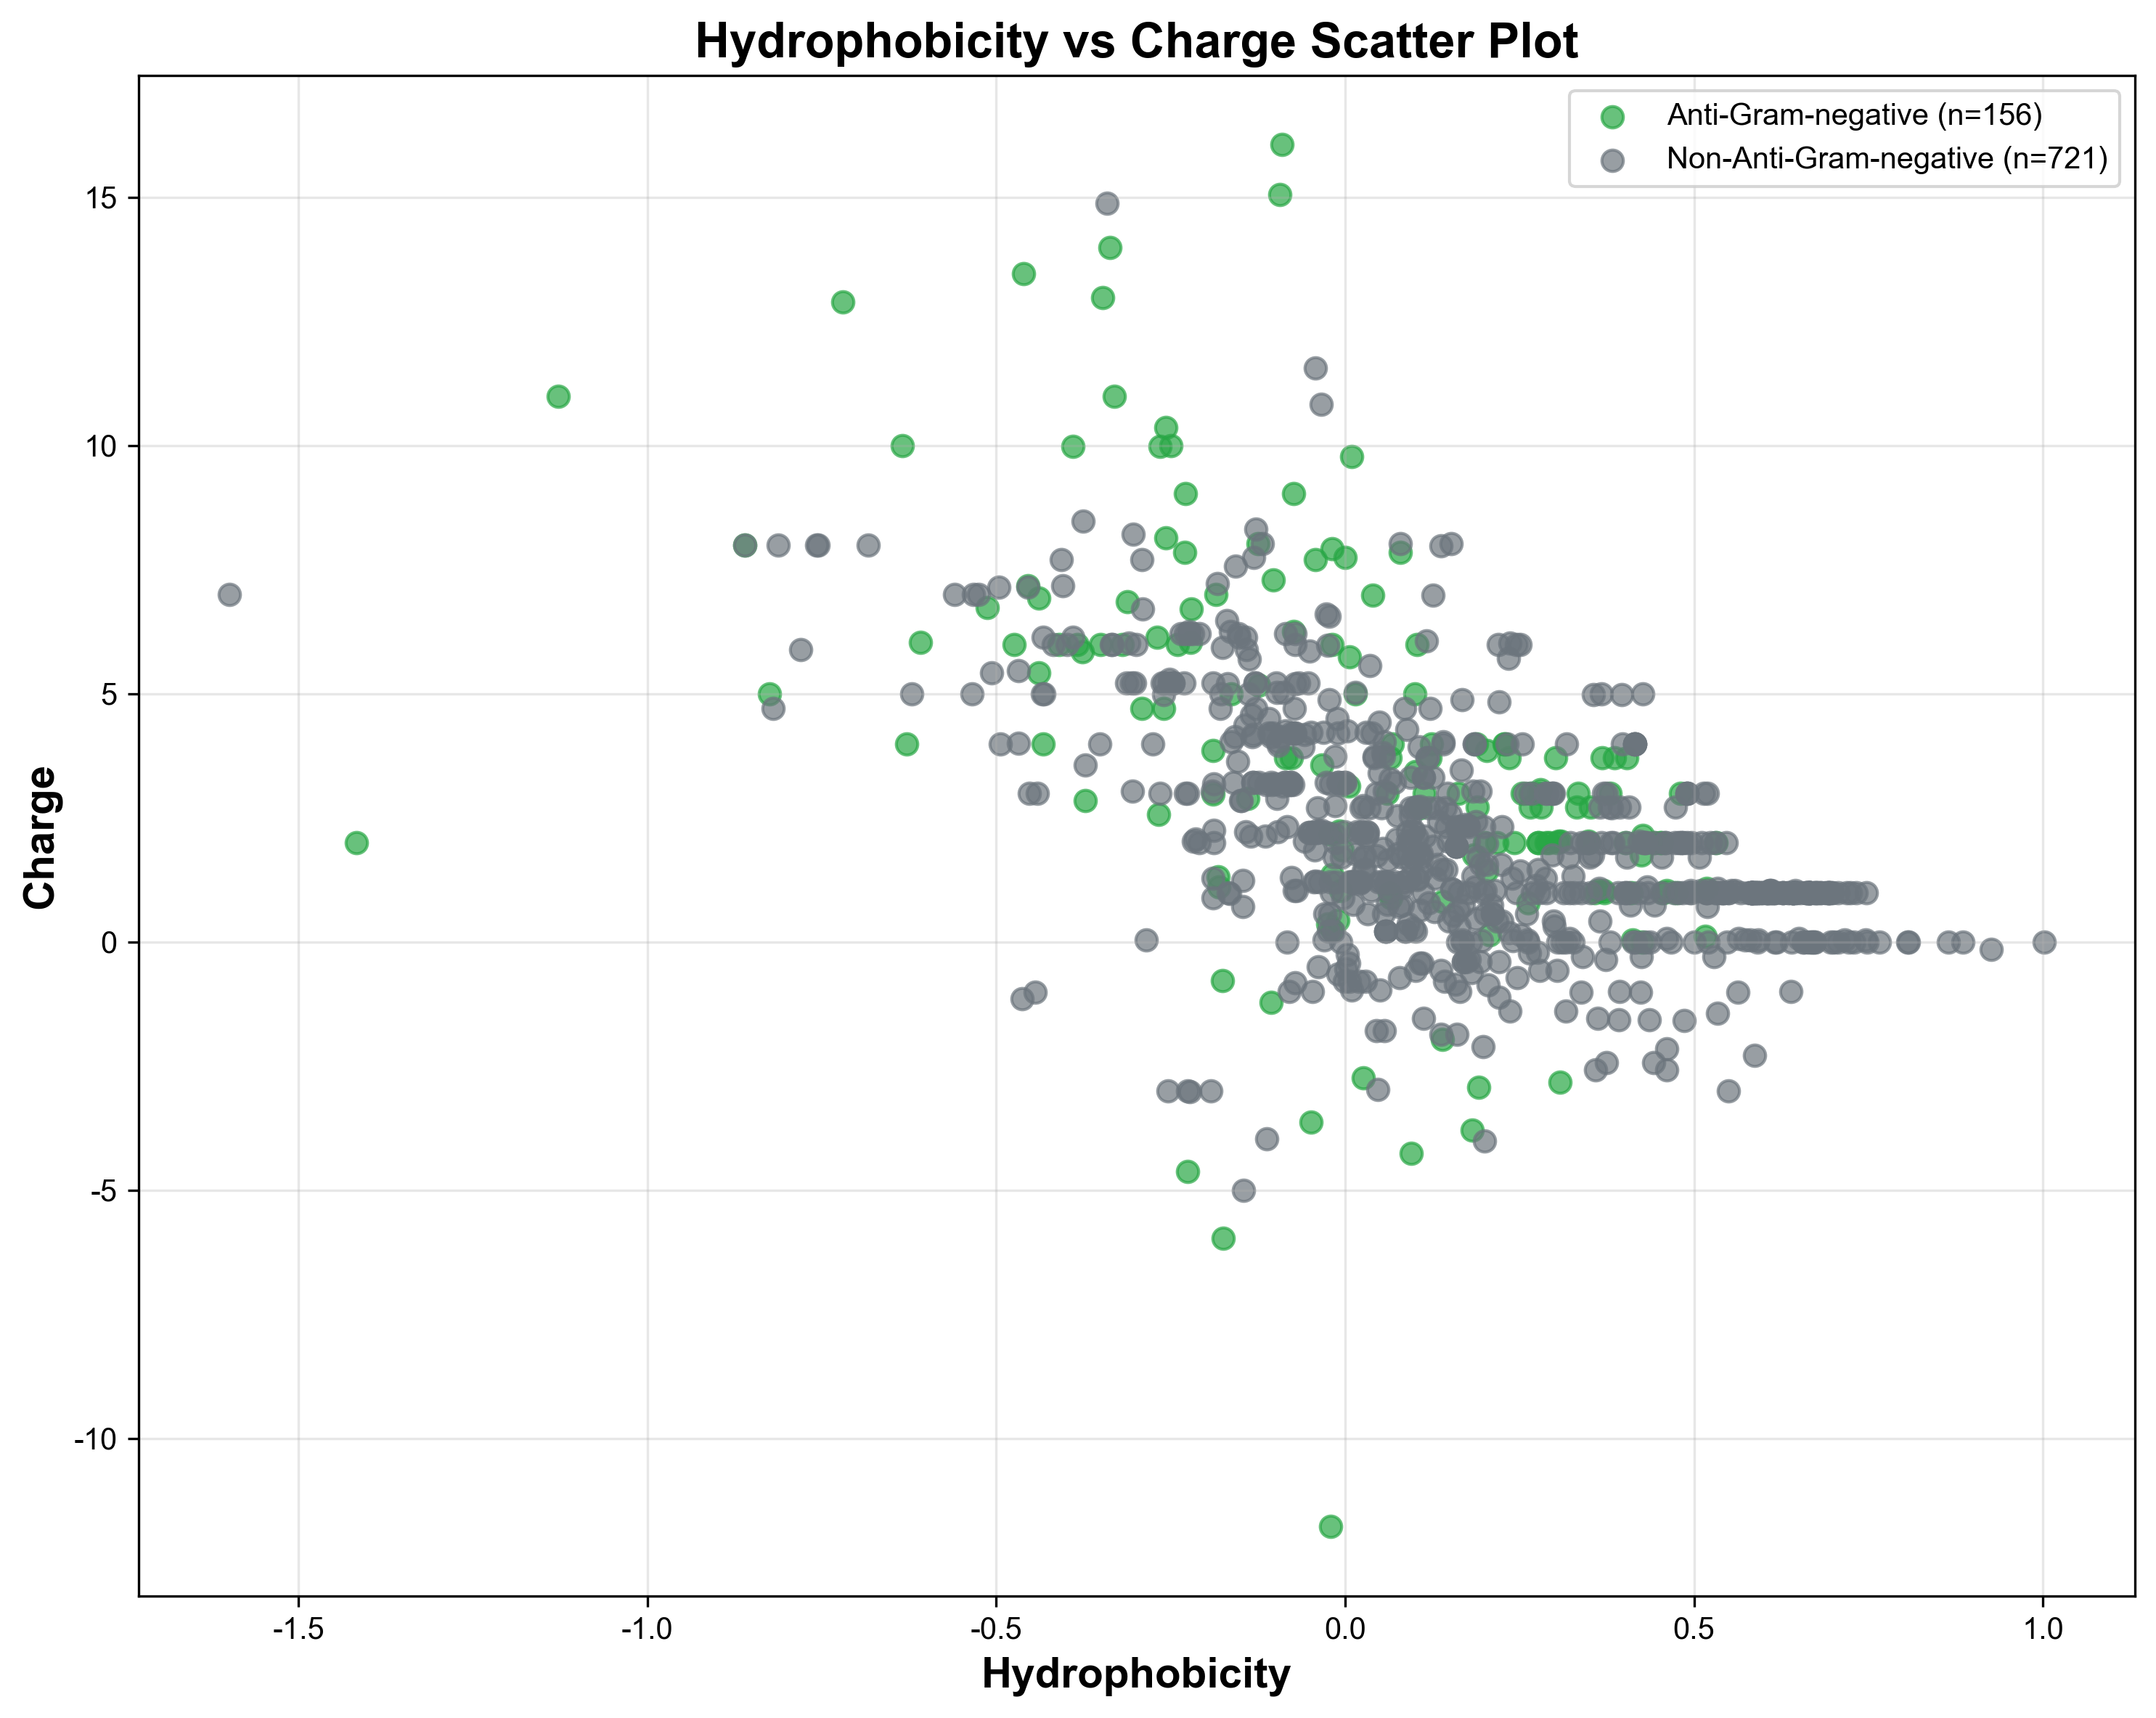 Hydrophobicity vs Charge Scatter Plot
Anti-Gram-negative (n=156)
Non-Anti-Gram-negative (n=721)
15
10
5
0
-5
-10
Charge
-1.5
-1.0
-0.5
0.0
0.5
1.0
Hydrophobicity